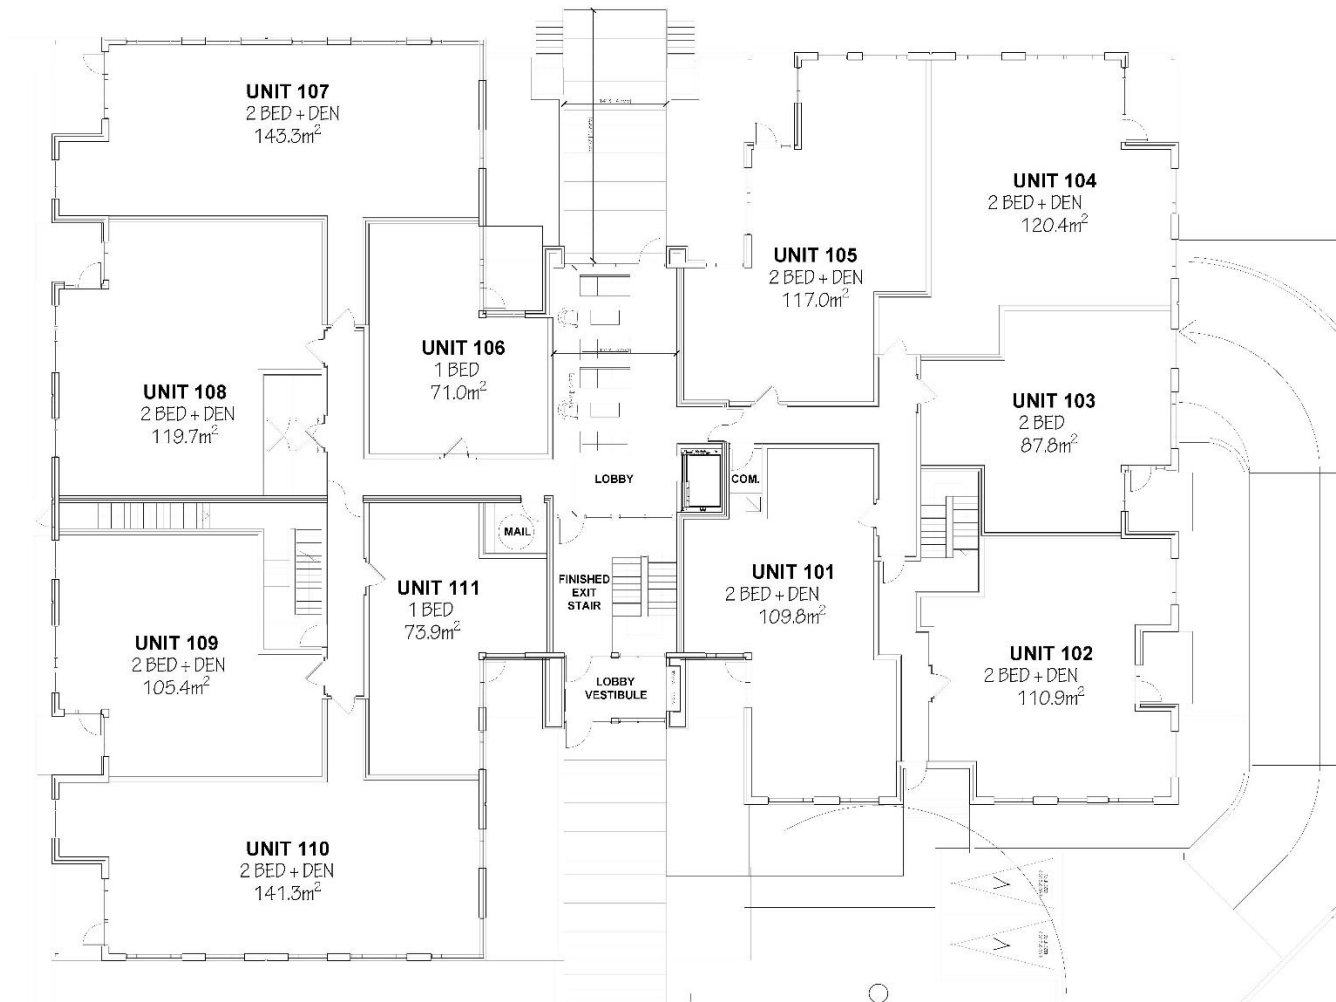 UNIT 107
2 BED + DEN
143.3m²
UNIT 104
2 BED + DEN
120.4m²
UNIT 105
2 BED + DEN
117.0m²
UNIT 106
1 BED
71.0m²
UNIT 108
2 BED + DEN
119.7m²
UNIT 103
2 BED
87.8m²
LOBBY
COM.
MAIL
UNIT 111
1 BED
73.9m²
FINISHED
EXIT
STAIR
UNIT 101
2 BED + DEN
109.8m²
UNIT 109
2 BED + DEN
105.4m²
LOBBY
VESTIBULE
UNIT 102
2 BED + DEN
110.9m²
UNIT 110
2 BED + DEN
141.3m²